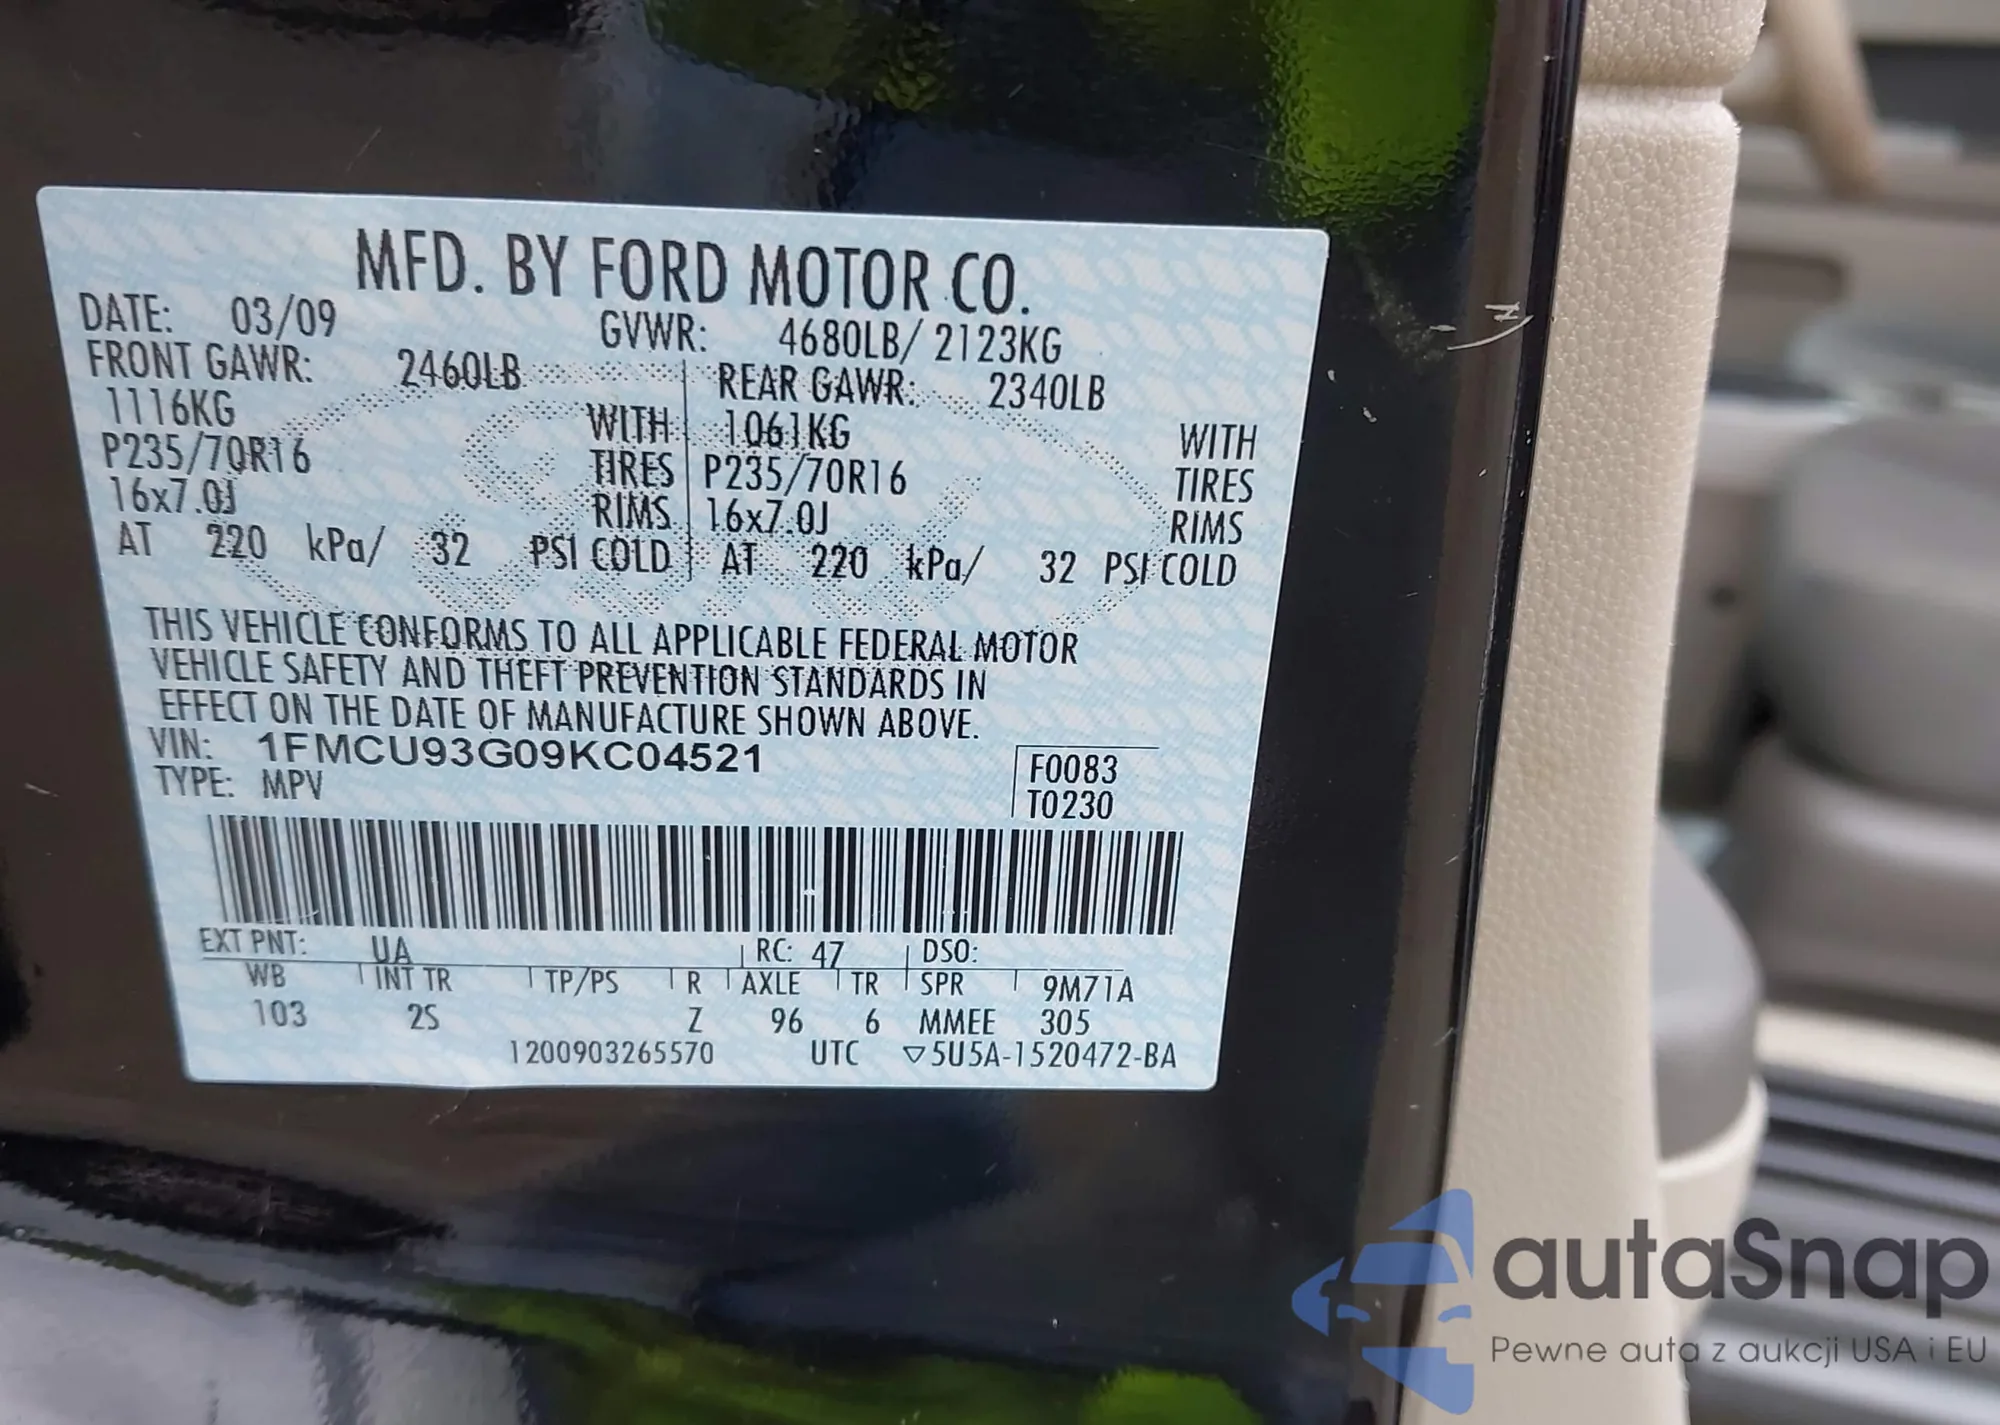 MFD. BY FORD MOTOR CO.
DATE: 03/09 GVWR: 4680LB/ 2123KG
FRONT GAWR: 2460LB REAR GAWR: 2340LB
1116KG WITH 1061KG WITH
P235/70R16 TIRES P235/70R16 TIRES
16x7.0J RIMS 16x7.0J RIMS
AT 220 kPa/ 32 PSI COLD AT 220 kPa/ 32 PSI COLD
THIS VEHICLE CONFORMS TO ALL APPLICABLE FEDERAL MOTOR
VEHICLE SAFETY AND THEFT PREVENTION STANDARDS IN
EFFECT ON THE DATE OF MANUFACTURE SHOWN ABOVE.
VIN: 1FMCU93G09KC04521
TYPE: MPV
F0083
T0230
EXT PNT: UA RC: 47 DSO:
WB INT TR TP/PS R AXLE TR SPR 9M71A
103 2S Z 96 6 MMEE 305
1200903265570 UTC ▽5U5A-1520472-BA
autaSnap
Pewne auta z aukcji USA i EU